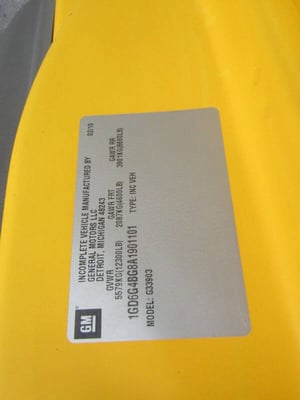 INCOMPLETE VEHICLE MANUFACTURED BY
GENERAL MOTORS LLC
DETROIT, MICHIGAN 48243
02/10
GVWR GAWR FRT GAWR RR
5579KG(12300LB) 2087KG(4600LB) 3901KG(8600LB)
1GD6G4BG8A1901101 TYPE: INC VEH
MODEL: G33903
GM